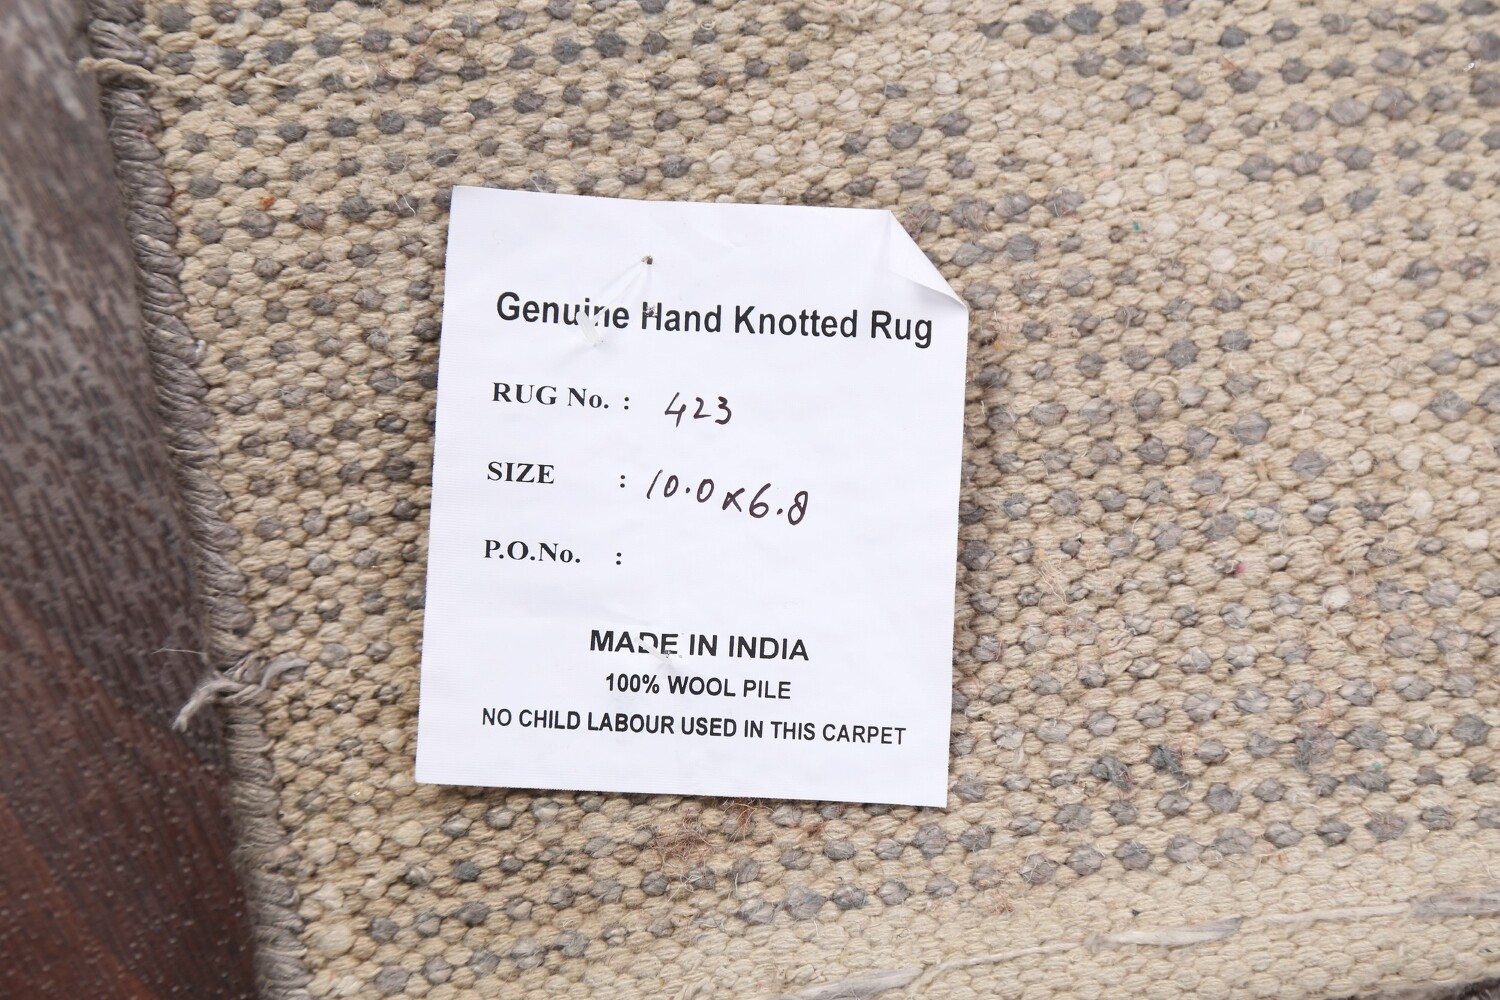 Genuine Hand Knotted Rug
RUG No. : 423
SIZE : 10.0x6.8
P.O.No. :
MADE IN INDIA
100% WOOL PILE
NO CHILD LABOUR USED IN THIS CARPET